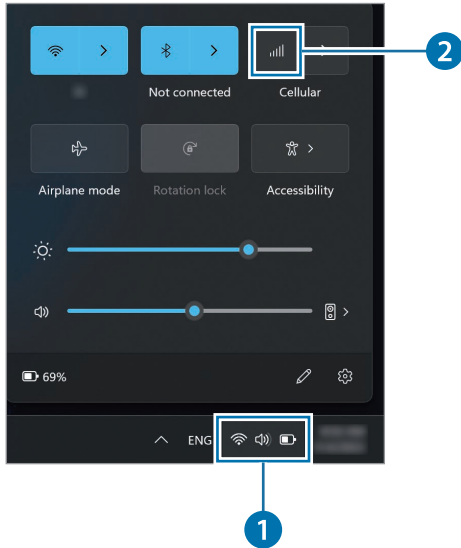 2
Not connected
Cellular
Airplane mode
Rotation lock
Accessibility
69%
ENG
1